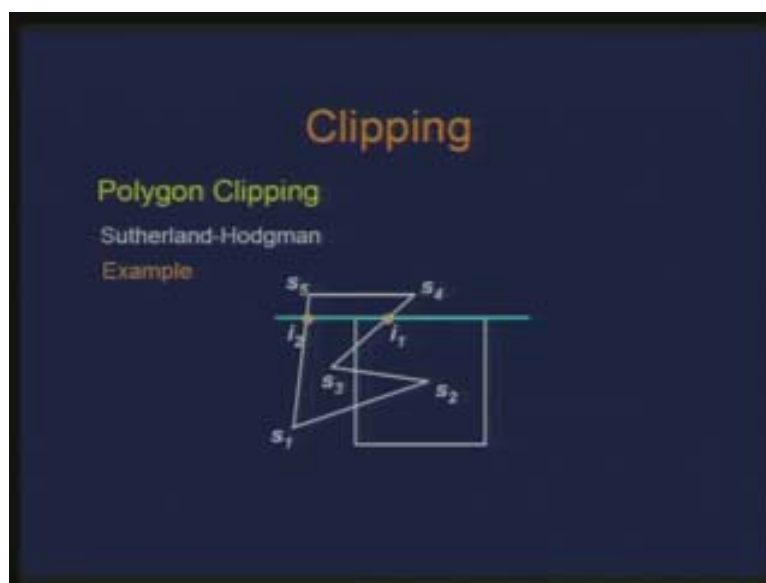 Clipping
Polygon Clipping
Sutherland-Hodgman
Example
s5 s4
i2 i1
s3 s2
s1